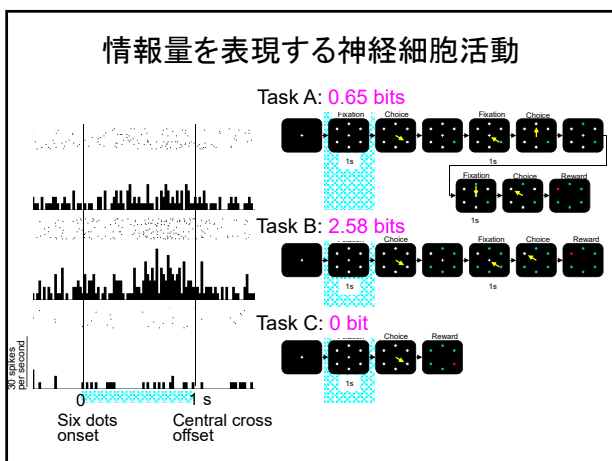 情報量を表現する神経細胞活動
Task A: 0.65 bits
Fixation Choice Fixation Choice
1s 1s
Fixation Choice Reward
1s
Task B: 2.58 bits
Fixation Choice Fixation Choice Reward
1s 1s
Task C: 0 bit
Fixation Choice Reward
1s
30 spikes
per second
0 1 s
Six dots
onset
Central cross
offset